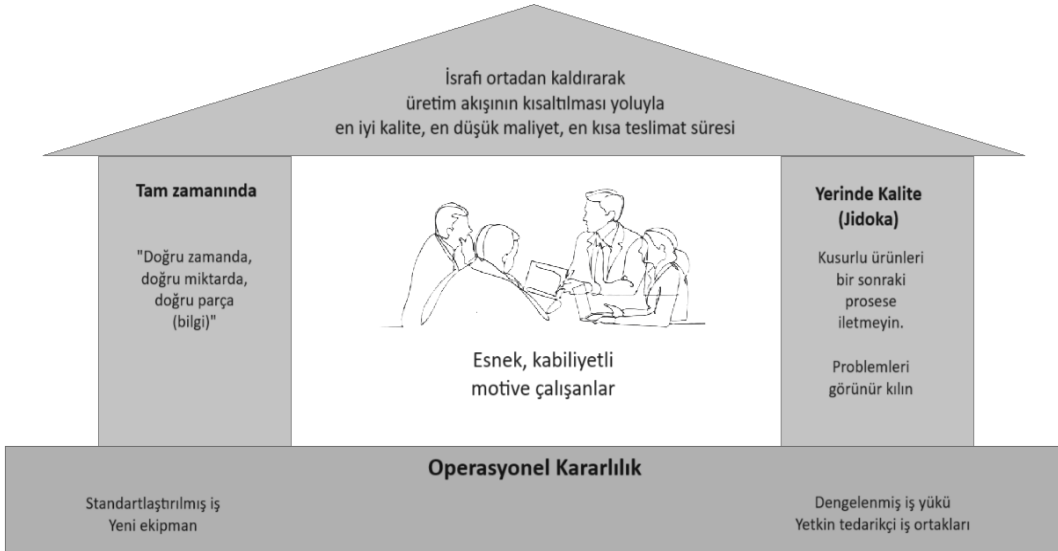 İsrafı ortadan kaldırarak
üretim akışının kısaltılması yoluyla
en iyi kalite, en düşük maliyet, en kısa teslimat süresi
Tam zamanında
"Doğru zamanda,
doğru miktarda,
doğru parça
(bilgi)"
Esnek, kabiliyetli
motive çalışanlar
Yerinde Kalite
(Jidoka)
Kusurlu ürünleri
bir sonraki
prosese
iletmeyin.
Problemleri
görünür kılın
Operasyonel Kararlılık
Standartlaştırılmış iş
Yeni ekipman
Dengelenmiş iş yükü
Yetkin tedarikçi iş ortakları